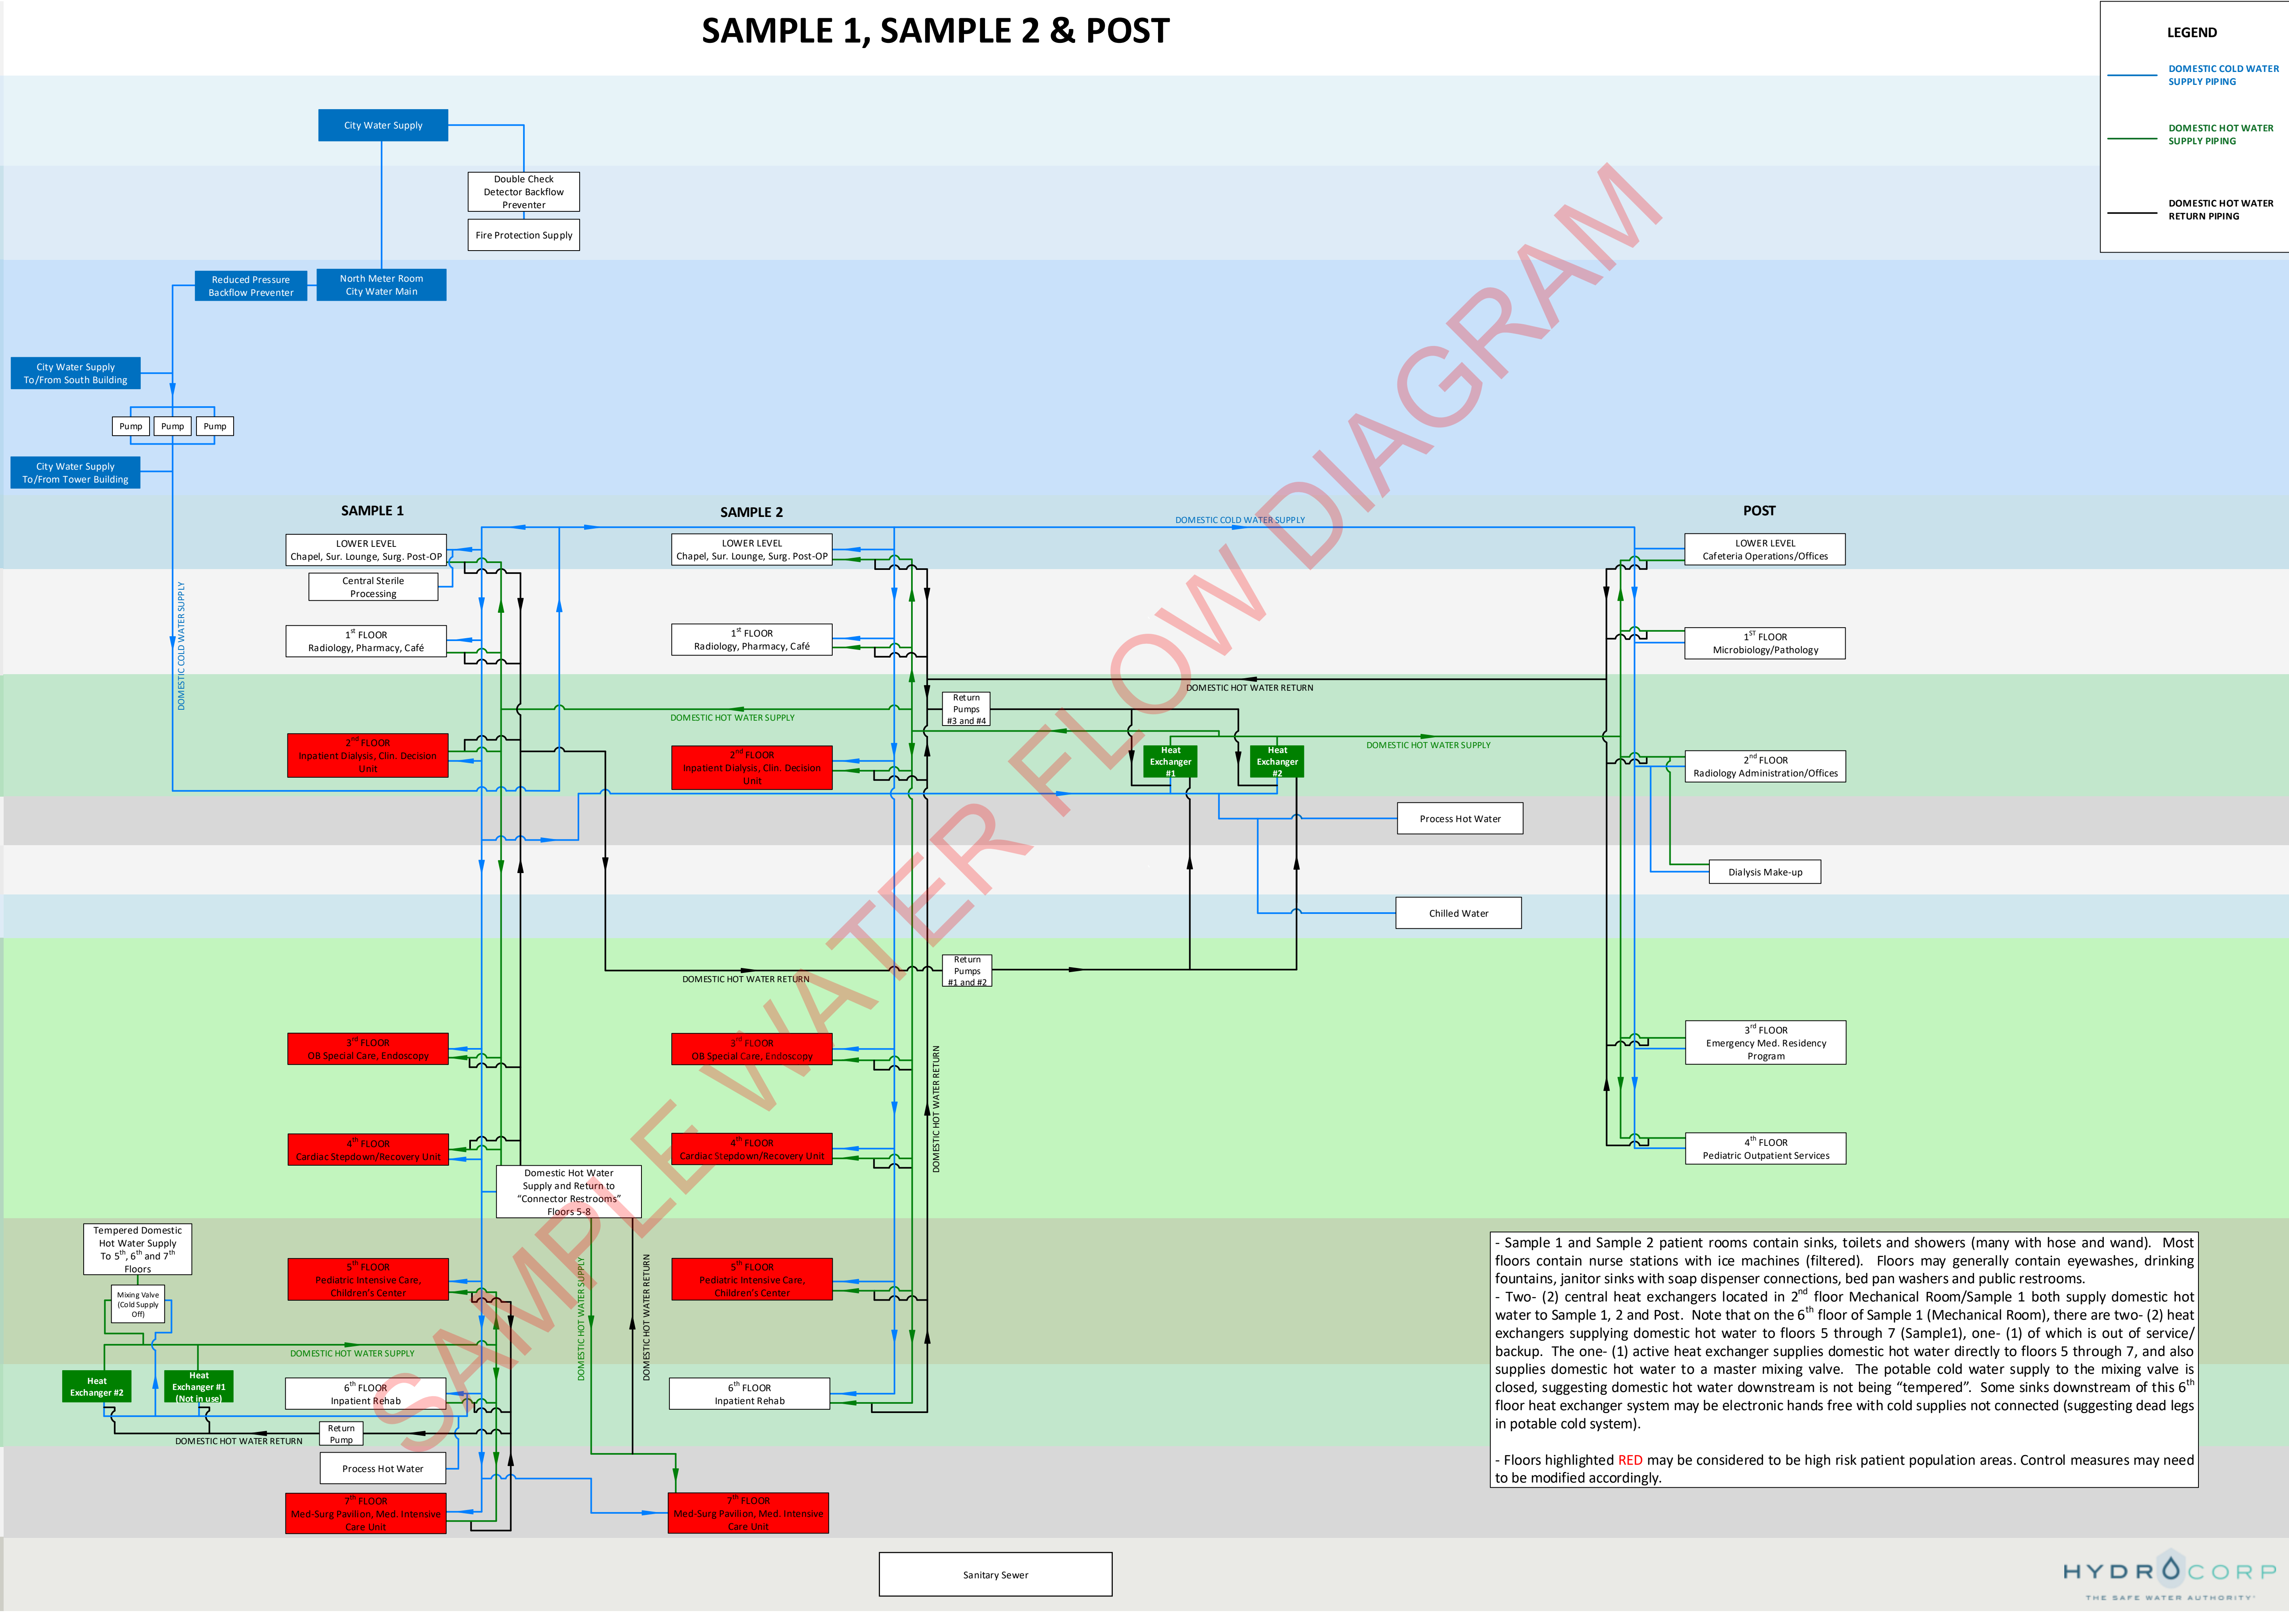 SAMPLE 1, SAMPLE 2 & POST
LEGEND
DOMESTIC COLD WATER
SUPPLY PIPING
DOMESTIC HOT WATER
SUPPLY PIPING
DOMESTIC HOT WATER
RETURN PIPING
City Water Supply
Double Check
Detector Backflow
Preventer
Fire Protection Supply
Reduced Pressure
Backflow Preventer
North Meter Room
City Water Main
City Water Supply
To/From South Building
Pump
Pump
Pump
City Water Supply
To/From Tower Building
DOMESTIC COLD WATER SUPPLY
SAMPLE 1
LOWER LEVEL
Chapel, Sur. Lounge, Surg. Post-OP
Central Sterile
Processing
1st FLOOR
Radiology, Pharmacy, Café
2nd FLOOR
Inpatient Dialysis, Clin. Decision
Unit
3rd FLOOR
OB Special Care, Endoscopy
4th FLOOR
Cardiac Stepdown/Recovery Unit
Domestic Hot Water
Supply and Return to
“Connector Restrooms”
Floors 5-8
5th FLOOR
Pediatric Intensive Care,
Children’s Center
6th FLOOR
Inpatient Rehab
7th FLOOR
Med-Surg Pavilion, Med. Intensive
Care Unit
Tempered Domestic
Hot Water Supply
To 5th, 6th and 7th
Floors
Mixing Valve
(Cold Supply
Off)
DOMESTIC HOT WATER SUPPLY
Heat
Exchanger #2
Heat
Exchanger #1
(Not in use)
Return
Pump
DOMESTIC HOT WATER RETURN
Process Hot Water
DOMESTIC HOT WATER SUPPLY
DOMESTIC HOT WATER RETURN
SAMPLE 2
LOWER LEVEL
Chapel, Sur. Lounge, Surg. Post-OP
1st FLOOR
Radiology, Pharmacy, Café
DOMESTIC HOT WATER SUPPLY
2rd FLOOR
Inpatient Dialysis, Clin. Decision
Unit
DOMESTIC HOT WATER RETURN
3rd FLOOR
OB Special Care, Endoscopy
4th FLOOR
Cardiac Stepdown/Recovery Unit
5th FLOOR
Pediatric Intensive Care,
Children’s Center
6th FLOOR
Inpatient Rehab
7th FLOOR
Med-Surg Pavilion, Med. Intensive
Care Unit
DOMESTIC HOT WATER RETURN
DOMESTIC COLD WATER SUPPLY
DOMESTIC HOT WATER RETURN
Return
Pumps
#3 and #4
Heat
Exchanger
#1
Heat
Exchanger
#2
DOMESTIC HOT WATER SUPPLY
Process Hot Water
Chilled Water
Return
Pumps
#1 and #2
POST
LOWER LEVEL
Cafeteria Operations/Offices
1ST FLOOR
Microbiology/Pathology
2nd FLOOR
Radiology Administration/Offices
Dialysis Make-up
3rd FLOOR
Emergency Med. Residency
Program
4th FLOOR
Pediatric Outpatient Services
- Sample 1 and Sample 2 patient rooms contain sinks, toilets and showers (many with hose and wand). Most
floors contain nurse stations with ice machines (filtered). Floors may generally contain eyewashes, drinking
fountains, janitor sinks with soap dispenser connections, bed pan washers and public restrooms.
- Two- (2) central heat exchangers located in 2nd floor Mechanical Room/Sample 1 both supply domestic hot
water to Sample 1, 2 and Post. Note that on the 6th floor of Sample 1 (Mechanical Room), there are two- (2) heat
exchangers supplying domestic hot water to floors 5 through 7 (Sample1), one- (1) of which is out of service/
backup. The one- (1) active heat exchanger supplies domestic hot water directly to floors 5 through 7, and also
supplies domestic hot water to a master mixing valve. The potable cold water supply to the mixing valve is
closed, suggesting domestic hot water downstream is not being “tempered”. Some sinks downstream of this 6th
floor heat exchanger system may be electronic hands free with cold supplies not connected (suggesting dead legs
in potable cold system).
- Floors highlighted RED may be considered to be high risk patient population areas. Control measures may need
to be modified accordingly.
Sanitary Sewer
SAMPLE WATER FLOW DIAGRAM
HYDROCORP
THE SAFE WATER AUTHORITY